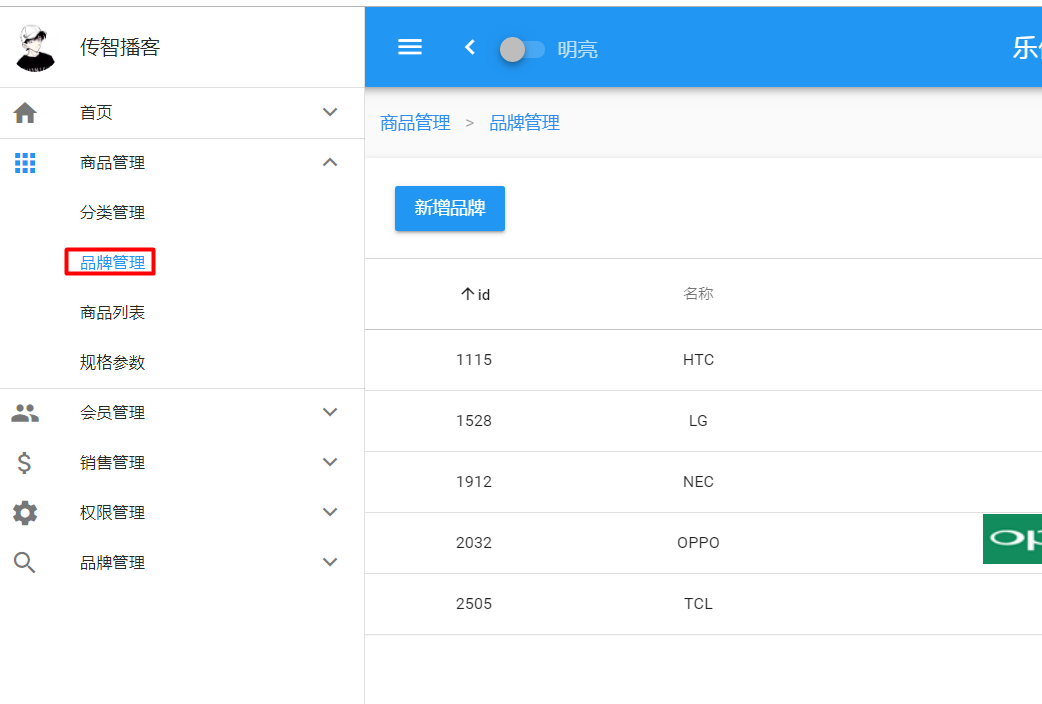 传智播客
首页
商品管理
分类管理
品牌管理
商品列表
规格参数
会员管理
销售管理
权限管理
品牌管理
明亮
乐
商品管理 > 品牌管理
新增品牌
id 名称
1115 HTC
1528 LG
1912 NEC
2032 OPPO op
2505 TCL